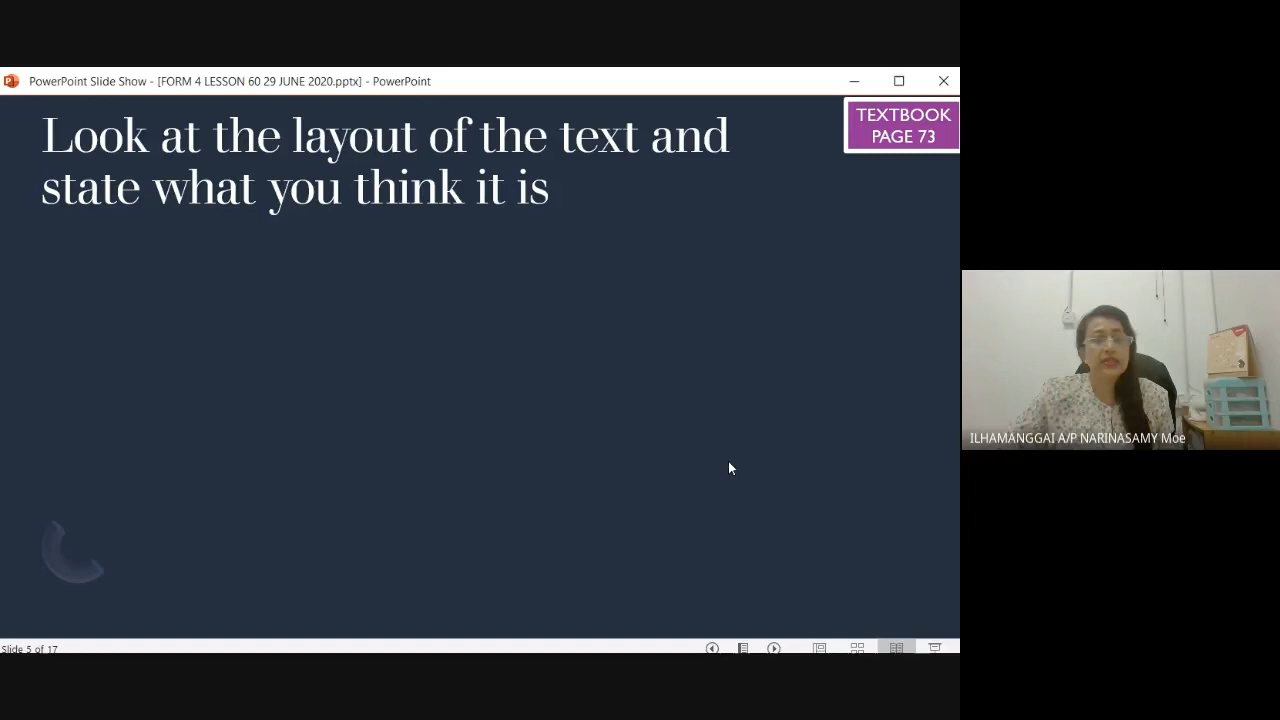 PowerPoint Slide Show - [FORM 4 LESSON 60 29 JUNE 2020.pptx] - PowerPoint
Look at the layout of the text and
state what you think it is
TEXTBOOK
PAGE 73
ILHAMANGGAI A/P NARINASAMY Moe
Slide 5 of 17